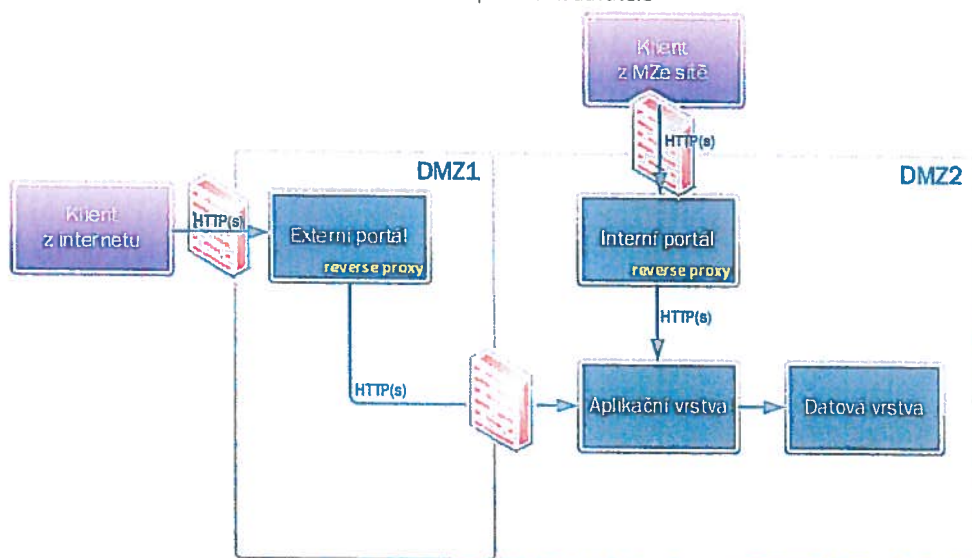 Klient
z MZe sítě
HTTP(s)
DMZ1
DMZ2
Klient
z internetu
HTTP(s)
Externí portál
reverse proxy
Interní portál
reverse proxy
HTTP(s)
HTTP(s)
Aplikační vrstva
Datová vrstva